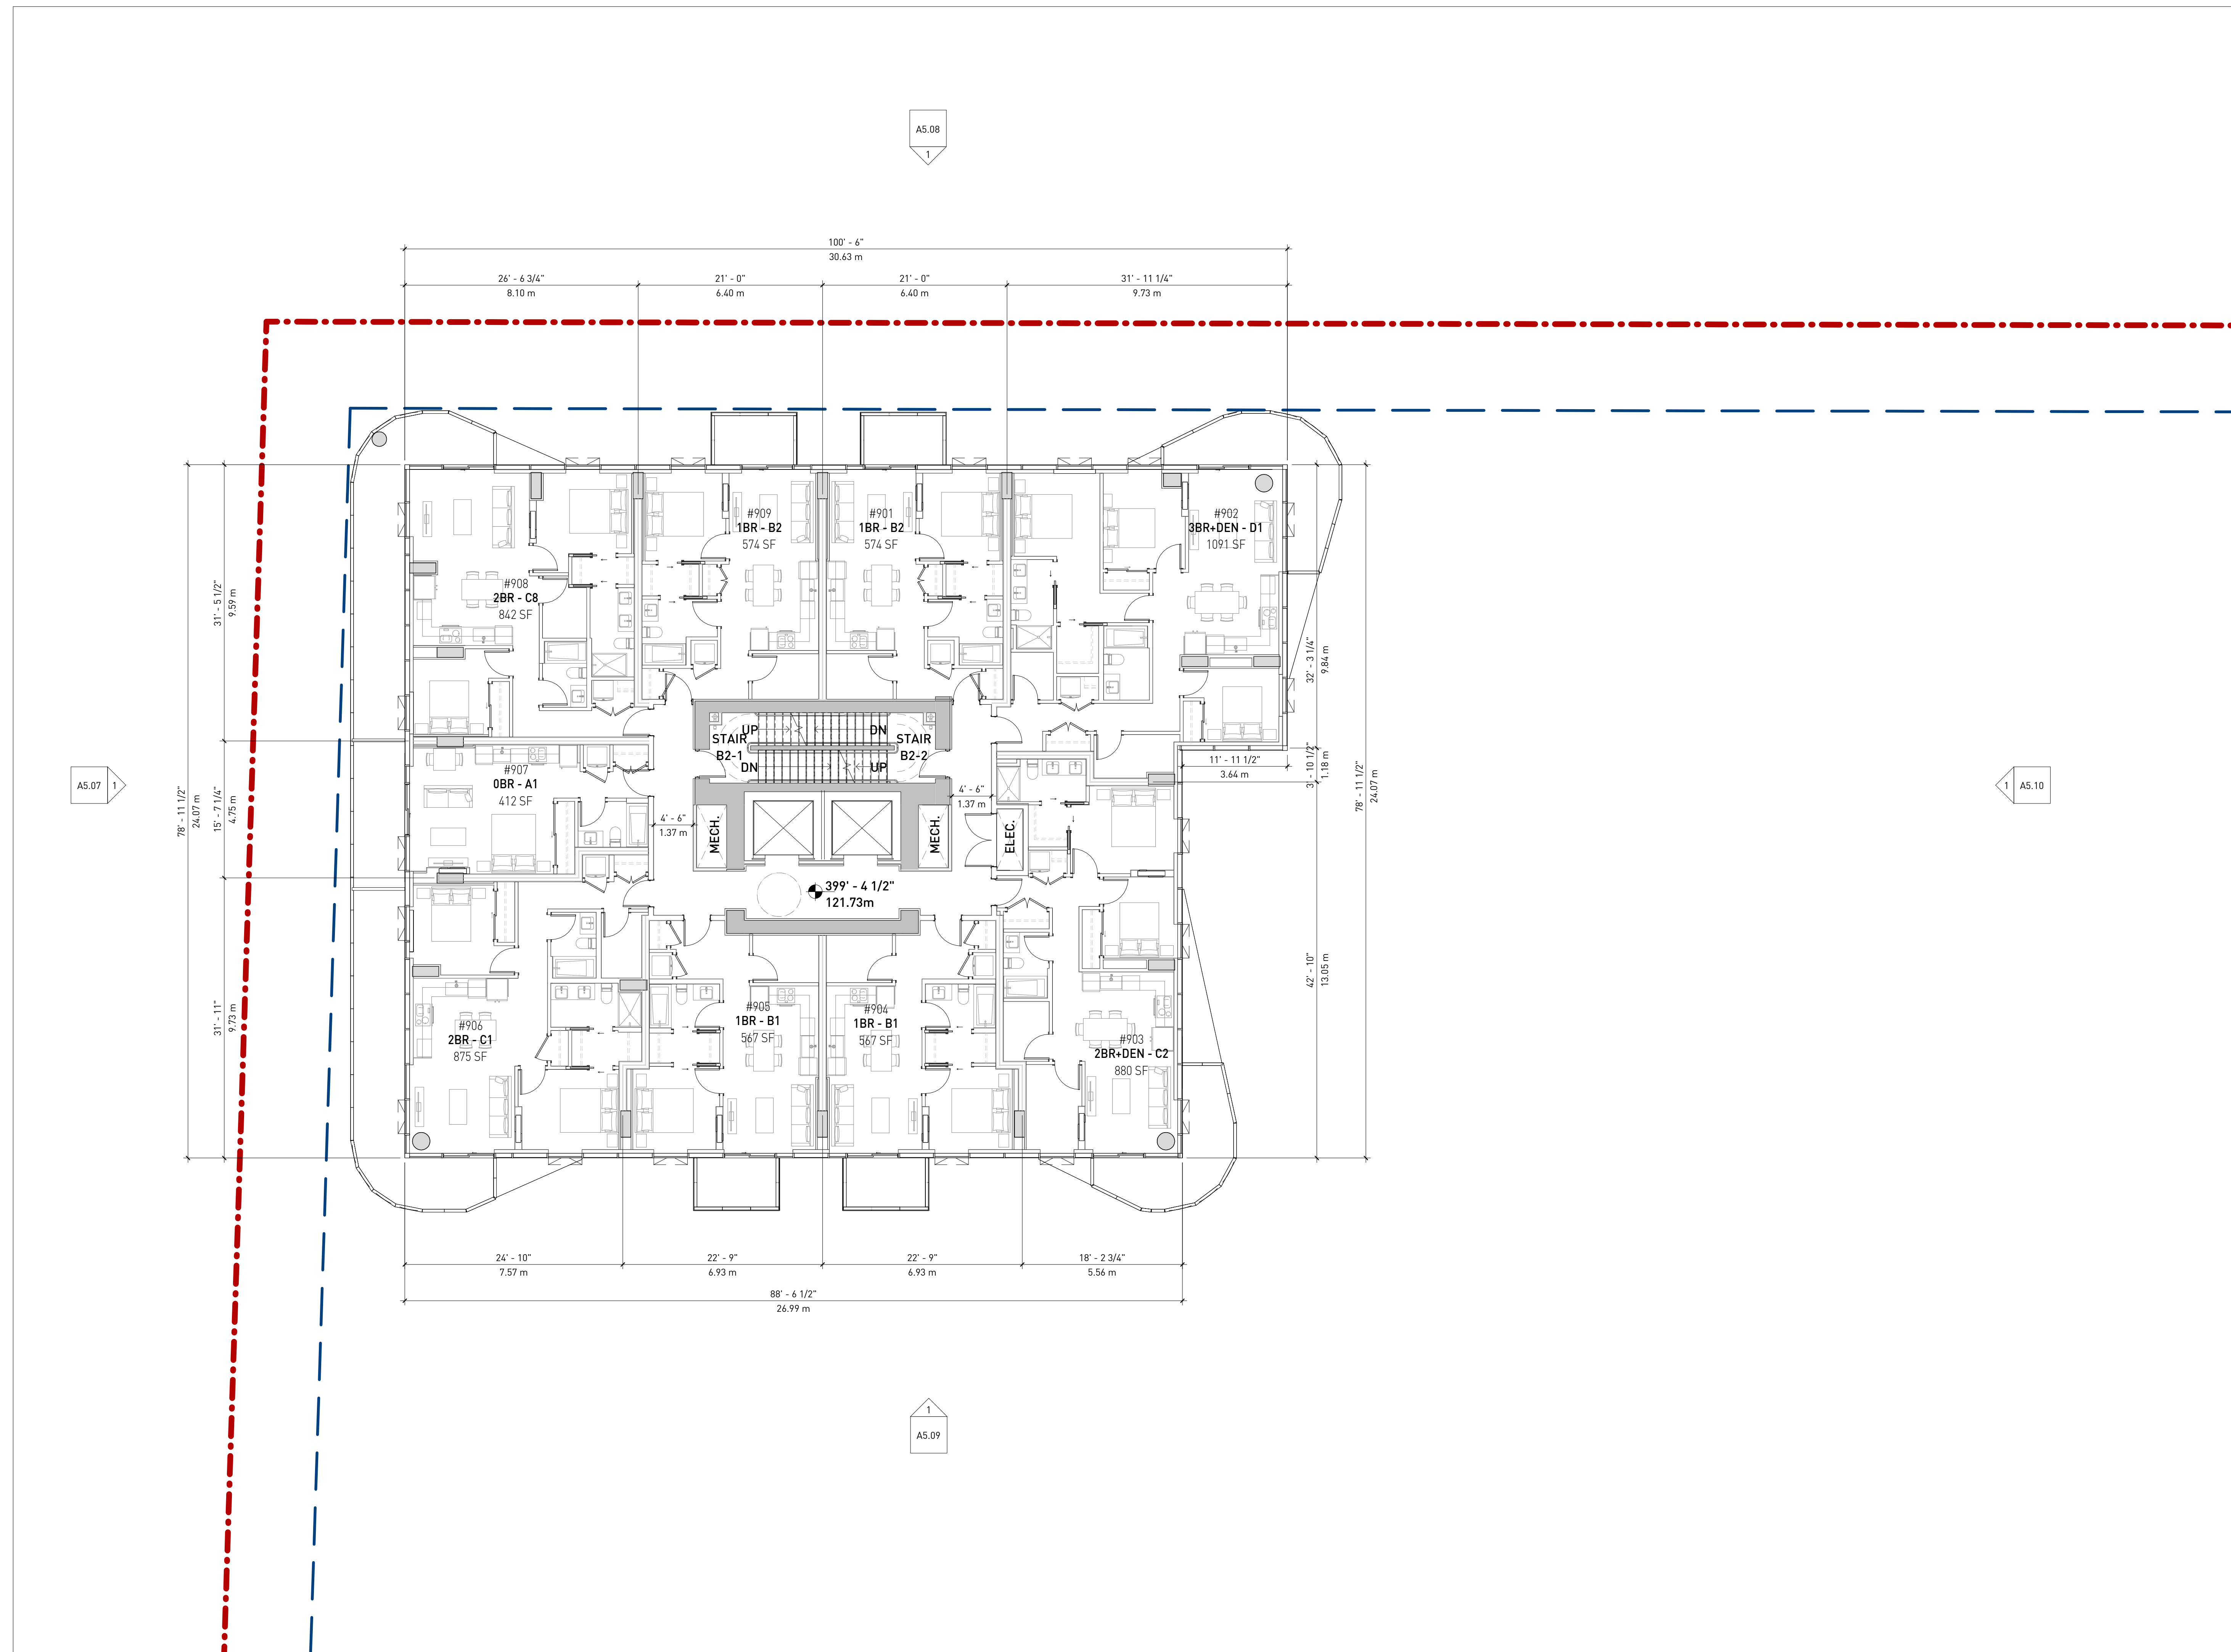 A5.08
1
100' - 6"
30.63 m
26' - 6 3/4"
8.10 m
21' - 0"
6.40 m
21' - 0"
6.40 m
31' - 11 1/4"
9.73 m
#908
2BR - C8
842 SF
#909
1BR - B2
574 SF
#901
1BR - B2
574 SF
#902
3BR+DEN - D1
1091 SF
31' - 5 1/2"
9.59 m
32' - 3 1/4"
9.84 m
UP
DN
STAIR
B2-1
STAIR
B2-2
DN
UP
#907
0BR - A1
412 SF
11' - 11 1/2"
3.64 m
3' - 10 1/2"
1.18 m
A5.07
1
1
A5.10
78' - 11 1/2"
24.07 m
15' - 7 1/4"
4.75 m
78' - 11 1/2"
24.07 m
4' - 6"
1.37 m
4' - 6"
1.37 m
MECH.
MECH.
ELEC.
399' - 4 1/2"
121.73m
31' - 11"
9.73 m
42' - 10"
13.05 m
#906
2BR - C1
875 SF
#905
1BR - B1
567 SF
#904
1BR - B1
567 SF
#903
2BR+DEN - C2
880 SF
24' - 10"
7.57 m
22' - 9"
6.93 m
22' - 9"
6.93 m
18' - 2 3/4"
5.56 m
88' - 6 1/2"
26.99 m
1
A5.09